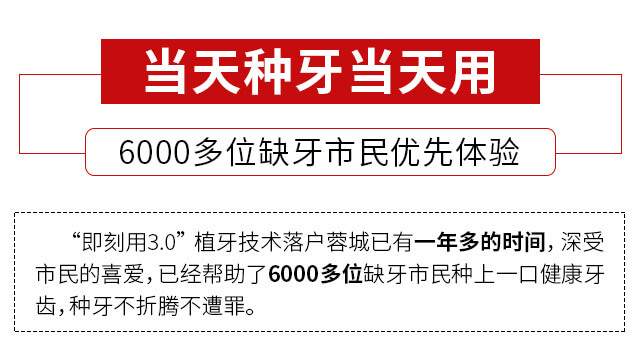 当天种牙当天用
6000多位缺牙市民优先体验
“即刻用3.0”植牙技术落户蓉城已有一年多的时间，深受
市民的喜爱，已经帮助了6000多位缺牙市民种上一口健康牙
齿，种牙不折腾不遭罪。